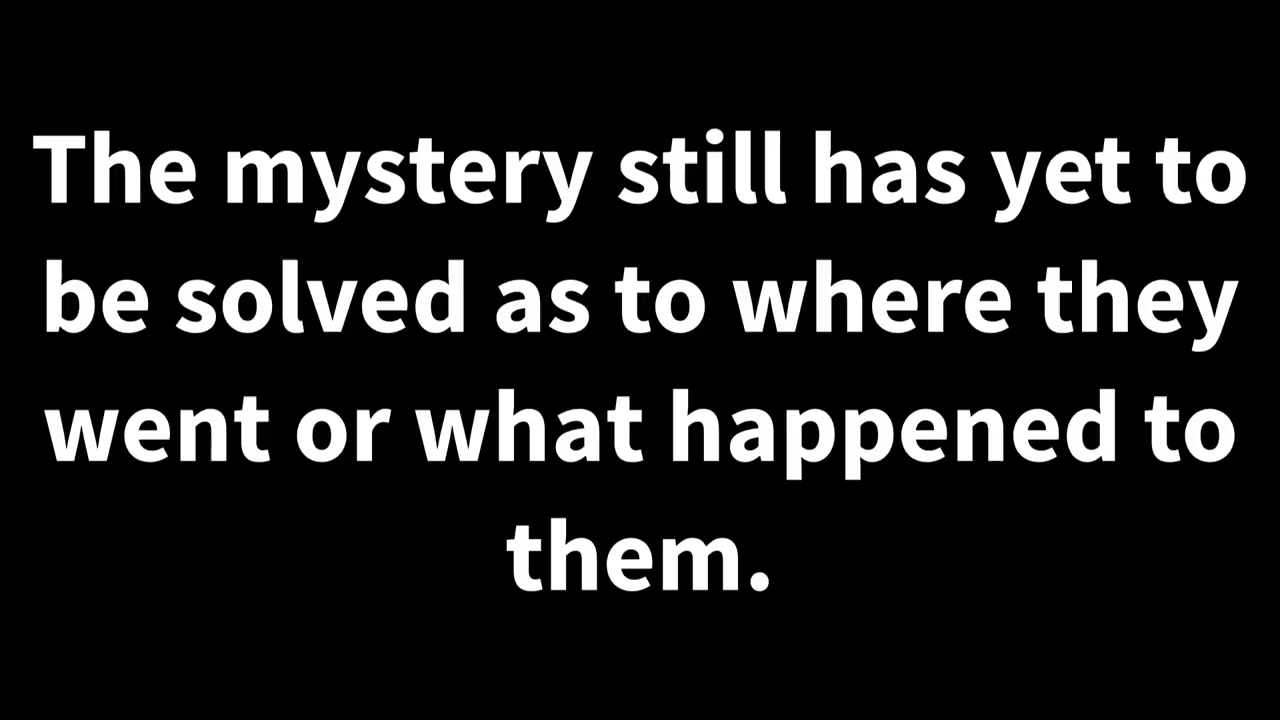 The mystery still has yet to
be solved as to where they
went or what happened to
them.